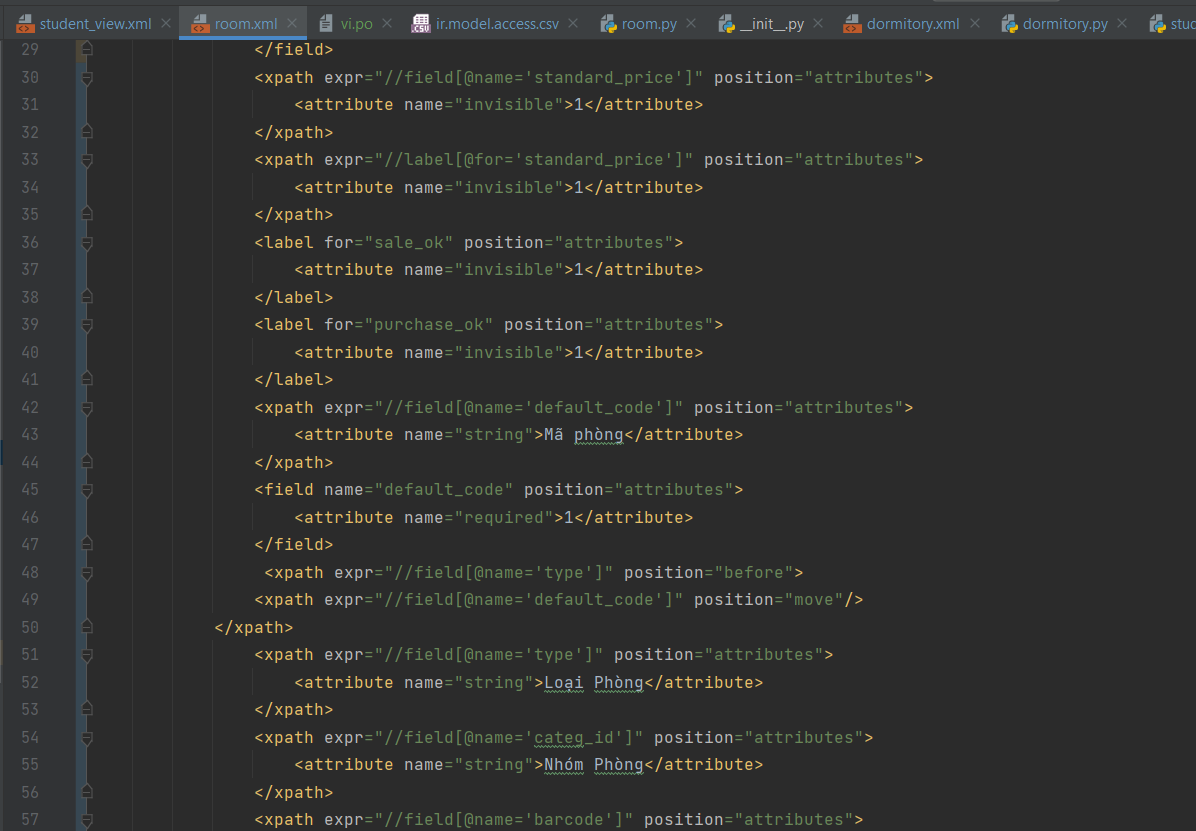 student_view.xml room.xml vi.po ir.model.access.csv room.py __init__.py dormitory.xml dormitory.py stud
29 </field>
30 <xpath expr="//field[@name='standard_price']" position="attributes">
31 <attribute name="invisible">1</attribute>
32 </xpath>
33 <xpath expr="//label[@for='standard_price']" position="attributes">
34 <attribute name="invisible">1</attribute>
35 </xpath>
36 <label for="sale_ok" position="attributes">
37 <attribute name="invisible">1</attribute>
38 </label>
39 <label for="purchase_ok" position="attributes">
40 <attribute name="invisible">1</attribute>
41 </label>
42 <xpath expr="//field[@name='default_code']" position="attributes">
43 <attribute name="string">Mã phòng</attribute>
44 </xpath>
45 <field name="default_code" position="attributes">
46 <attribute name="required">1</attribute>
47 </field>
48 <xpath expr="//field[@name='type']" position="before">
49 <xpath expr="//field[@name='default_code']" position="move"/>
50 </xpath>
51 <xpath expr="//field[@name='type']" position="attributes">
52 <attribute name="string">Loại Phòng</attribute>
53 </xpath>
54 <xpath expr="//field[@name='categ_id']" position="attributes">
55 <attribute name="string">Nhóm Phòng</attribute>
56 </xpath>
57 <xpath expr="//field[@name='barcode']" position="attributes">